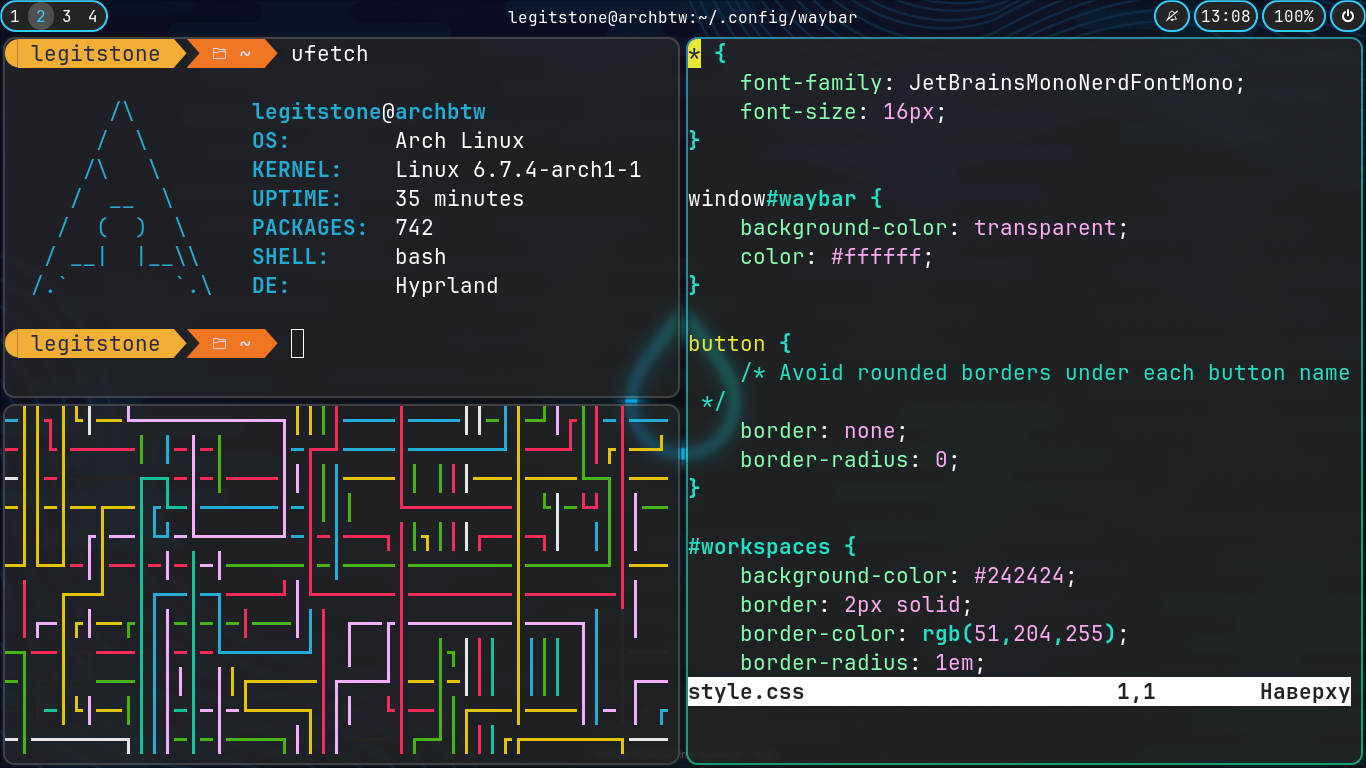 1 2 3 4
legitstone@archbtw:~/.config/waybar
13:08
100%
legitstone ~ ufetch
legitstone@archbtw
OS: Arch Linux
KERNEL: Linux 6.7.4-arch1-1
UPTIME: 35 minutes
PACKAGES: 742
SHELL: bash
DE: Hyprland
legitstone ~
* {
font-family: JetBrainsMonoNerdFontMono;
font-size: 16px;
}
window#waybar {
background-color: transparent;
color: #ffffff;
}
button {
/* Avoid rounded borders under each button name
*/
border: none;
border-radius: 0;
}
#workspaces {
background-color: #242424;
border: 2px solid;
border-color: rgb(51,204,255);
border-radius: 1em;
style.css 1,1 Наверху